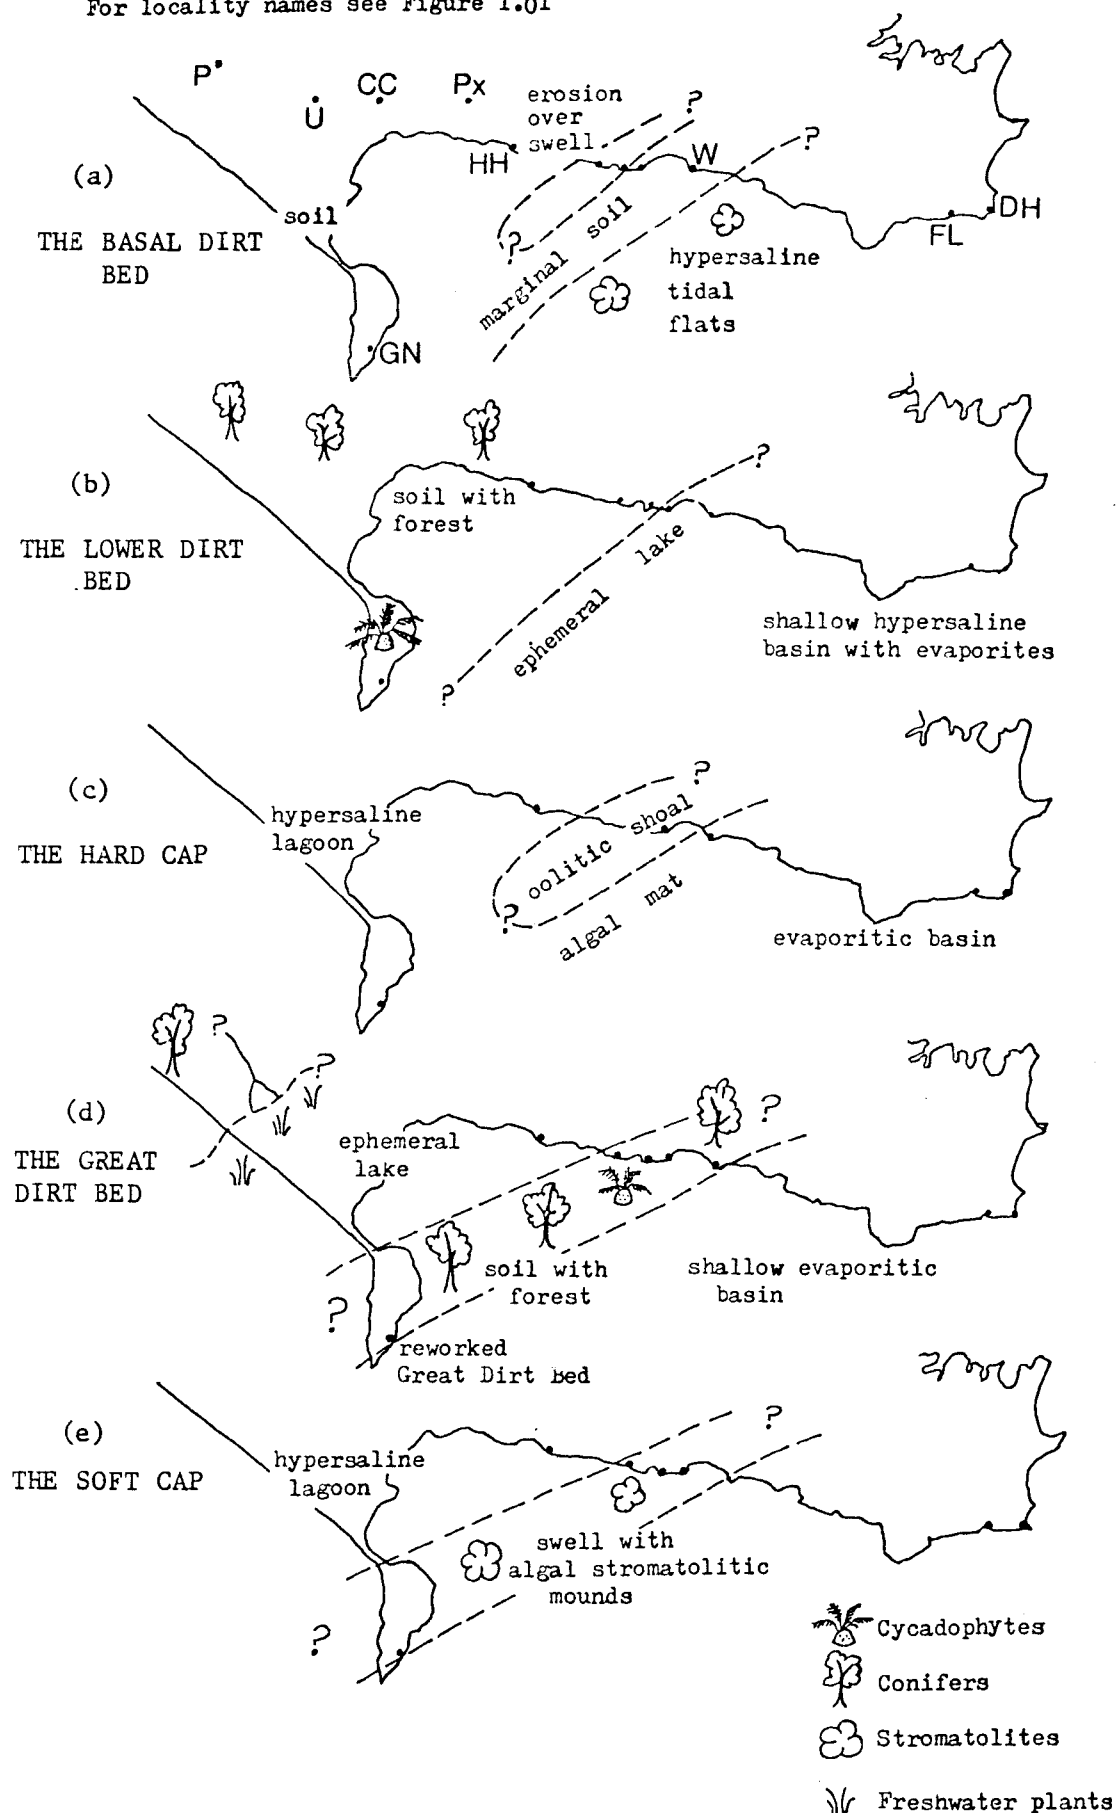 For locality names see Figure 1.01
(a)
THE BASAL DIRT
BED
P
U
CC
Px
HH
erosion
over
swell
?
?
W
soil
?
marginal soil
hypersaline
tidal
flats
FL
DH
GN
(b)
THE LOWER DIRT
.BED
soil with
forest
?
ephemeral lake
?
shallow hypersaline
basin with evaporites
(c)
THE HARD CAP
hypersaline
lagoon
?
oolitic shoal
?
algal mat
evaporitic basin
(d)
THE GREAT
DIRT BED
?
?
ephemeral
lake
?
soil with
forest
shallow evaporitic
basin
?
reworked
Great Dirt Bed
(e)
THE SOFT CAP
hypersaline
lagoon
?
swell with
algal stromatolitic
mounds
?
Cycadophytes
Conifers
Stromatolites
Freshwater plants